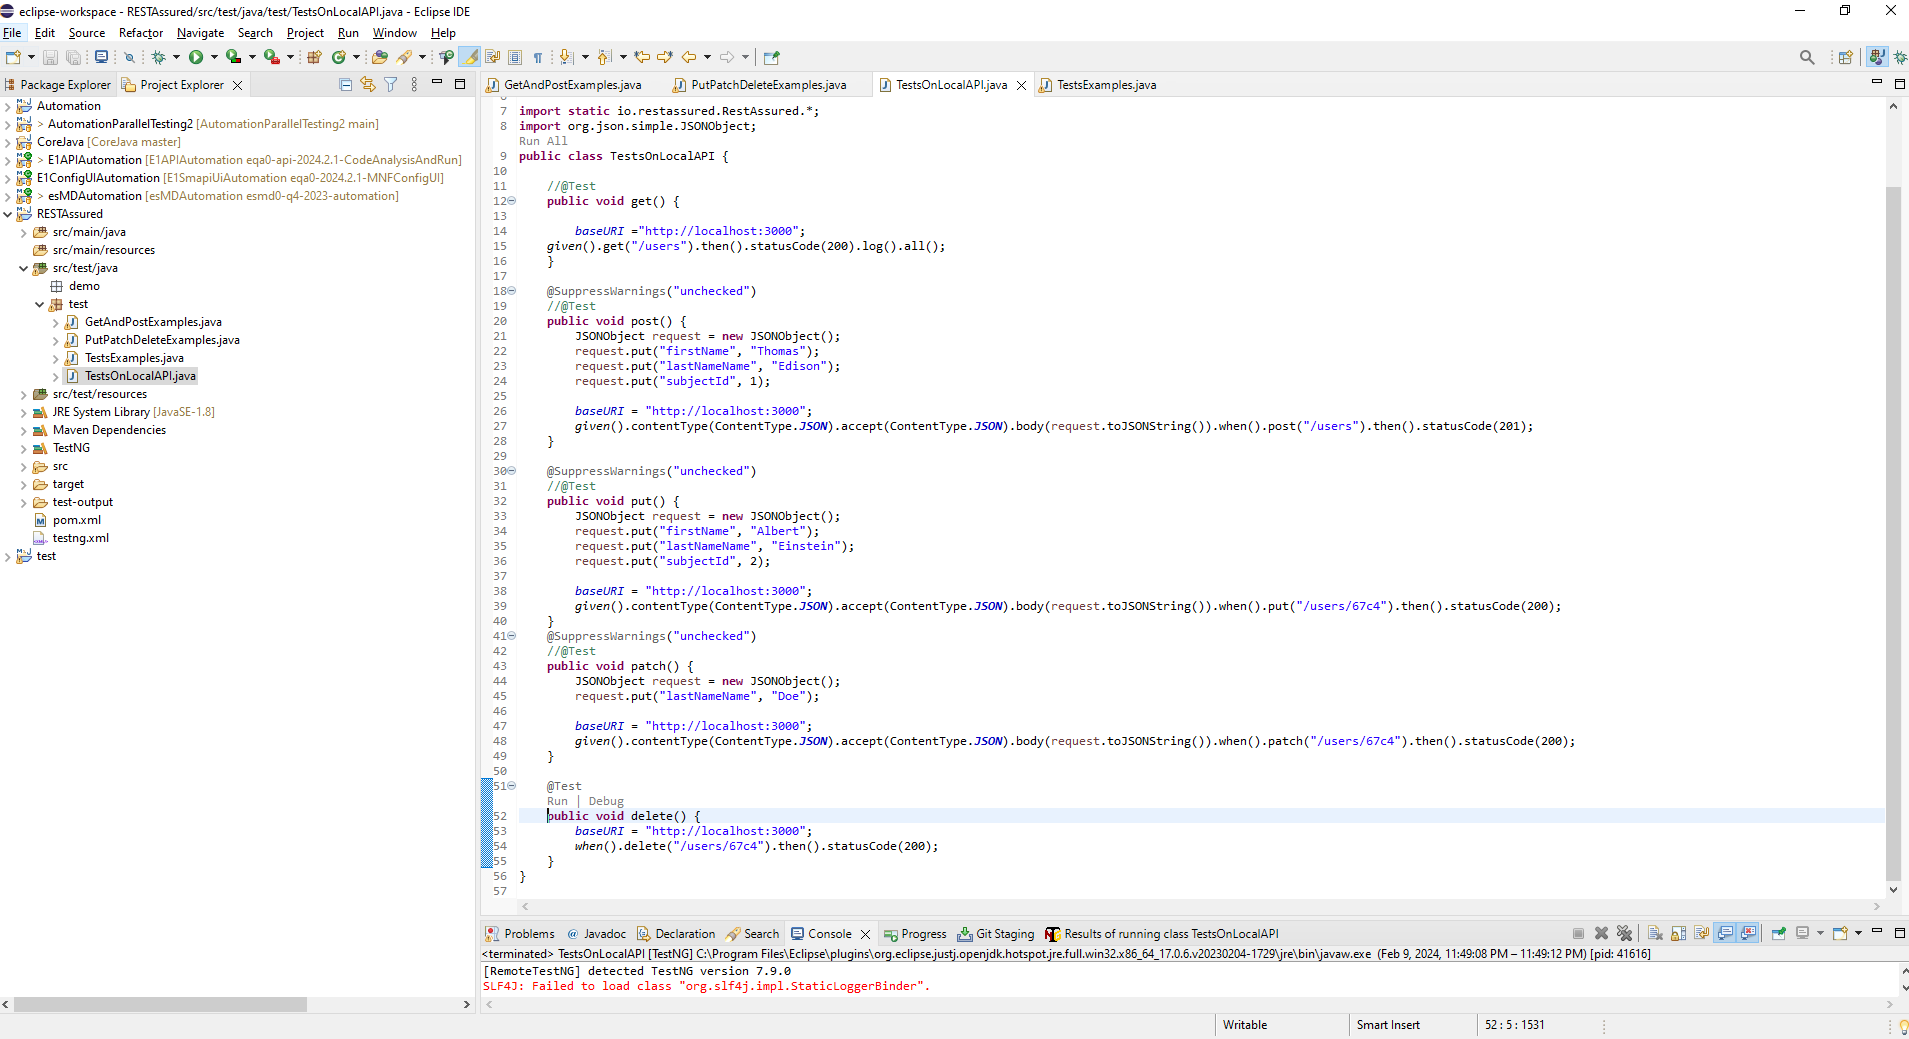 eclipse-workspace - RESTAssured/src/test/java/test/TestsOnLocalAPI.java - Eclipse IDE
File Edit Source Refactor Navigate Search Project Run Window Help
Package Explorer Project Explorer
Automation
> AutomationParallelTesting2 [AutomationParallelTesting2 main]
CoreJava [CoreJava master]
> E1APIAutomation [E1APIAutomation eqa0-api-2024.2.1-CodeAnalysisAndRun]
E1ConfigUIAutomation [E1SmapiUiAutomation eqa0-2024.2.1-MNFConfigUI]
> esMDAutomation [esMDAutomation esmd0-q4-2023-automation]
RESTAssured
src/main/java
src/main/resources
src/test/java
demo
test
GetAndPostExamples.java
PutPatchDeleteExamples.java
TestsExamples.java
TestsOnLocalAPI.java
src/test/resources
JRE System Library [JavaSE-1.8]
Maven Dependencies
TestNG
src
target
test-output
pom.xml
testng.xml
test
GetAndPostExamples.java PutPatchDeleteExamples.java TestsOnLocalAPI.java TestsExamples.java
7 import static io.restassured.RestAssured.*;
8 import org.json.simple.JSONObject;
Run All
9 public class TestsOnLocalAPI {
10
11 //@Test
12 public void get() {
13
14 baseURI ="http://localhost:3000";
15 given().get("/users").then().statusCode(200).log().all();
16 }
17
18 @SuppressWarnings("unchecked")
19 //@Test
20 public void post() {
21 JSONObject request = new JSONObject();
22 request.put("firstName", "Thomas");
23 request.put("lastNameName", "Edison");
24 request.put("subjectId", 1);
25
26 baseURI = "http://localhost:3000";
27 given().contentType(ContentType.JSON).accept(ContentType.JSON).body(request.toJSONString()).when().post("/users").then().statusCode(201);
28 }
29
30 @SuppressWarnings("unchecked")
31 //@Test
32 public void put() {
33 JSONObject request = new JSONObject();
34 request.put("firstName", "Albert");
35 request.put("lastNameName", "Einstein");
36 request.put("subjectId", 2);
37
38 baseURI = "http://localhost:3000";
39 given().contentType(ContentType.JSON).accept(ContentType.JSON).body(request.toJSONString()).when().put("/users/67c4").then().statusCode(200);
40 }
41 @SuppressWarnings("unchecked")
42 //@Test
43 public void patch() {
44 JSONObject request = new JSONObject();
45 request.put("lastNameName", "Doe");
46
47 baseURI = "http://localhost:3000";
48 given().contentType(ContentType.JSON).accept(ContentType.JSON).body(request.toJSONString()).when().patch("/users/67c4").then().statusCode(200);
49 }
50
51 @Test
Run | Debug
52 public void delete() {
53 baseURI = "http://localhost:3000";
54 when().delete("/users/67c4").then().statusCode(200);
55 }
56 }
57
Problems Javadoc Declaration Search Console Progress Git Staging Results of running class TestsOnLocalAPI
<terminated> TestsOnLocalAPI [TestNG] C:\Program Files\Eclipse\plugins\org.eclipse.justj.openjdk.hotspot.jre.full.win32.x86_64_17.0.6.v20230204-1729\jre\bin\javaw.exe (Feb 9, 2024, 11:49:08 PM – 11:49:12 PM) [pid: 41616]
[RemoteTestNG] detected TestNG version 7.9.0
SLF4J: Failed to load class "org.slf4j.impl.StaticLoggerBinder".
Writable Smart Insert 52 : 5 : 1531